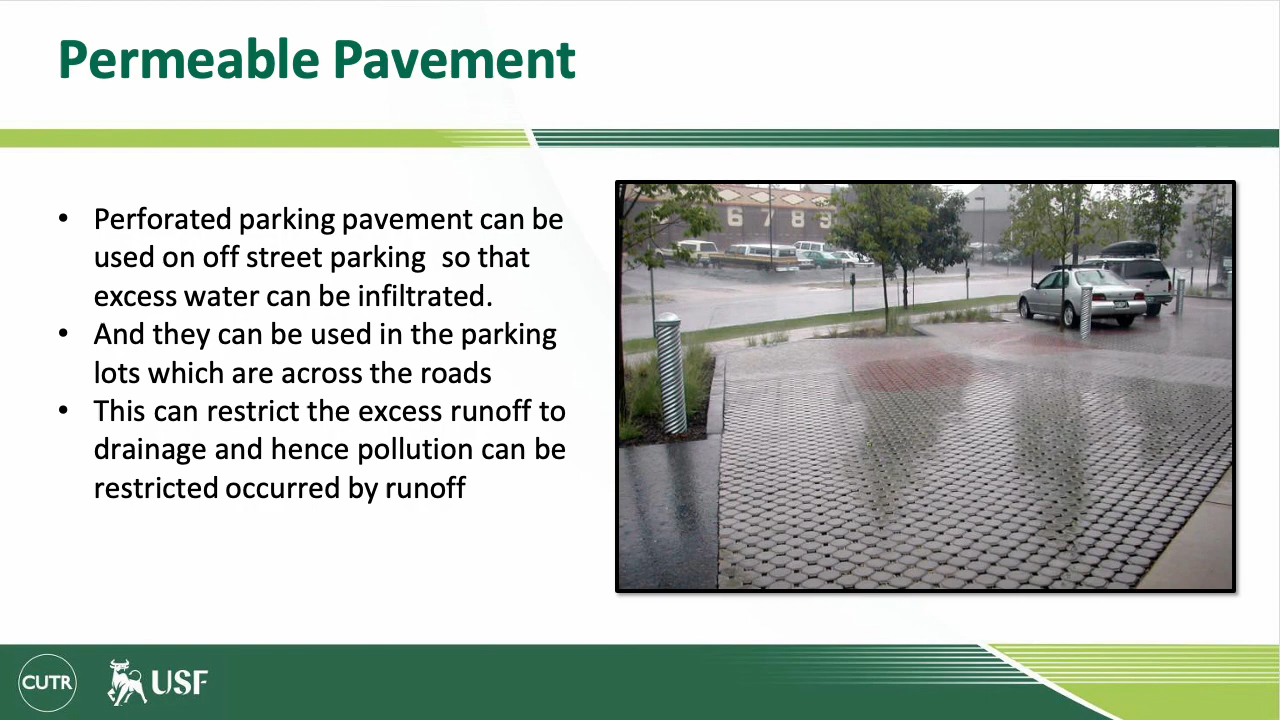 Permeable Pavement
• Perforated parking pavement can be
used on off street parking  so that
excess water can be infiltrated.
• And they can be used in the parking
lots which are across the roads
• This can restrict the excess runoff to
drainage and hence pollution can be
restricted occurred by runoff
6 7 8 9
CUTR
USF